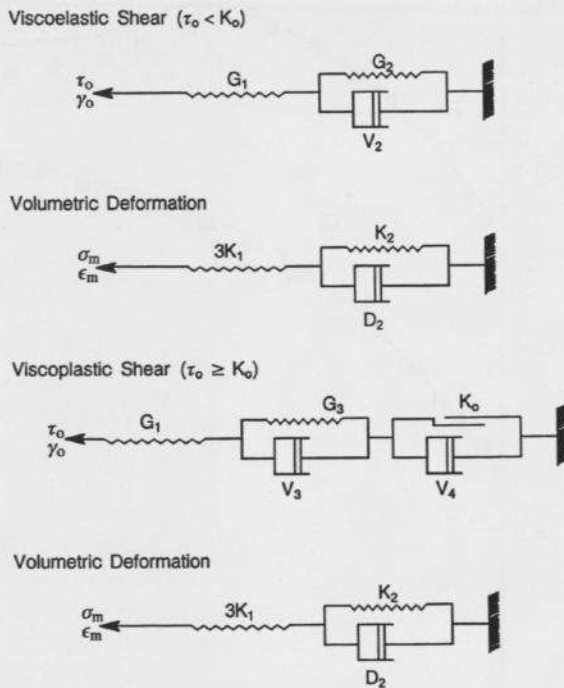 Viscoelastic Shear (τₒ < Kₒ)
G₂
G₁
τₒ
γₒ
V₂
Volumetric Deformation
K₂
3K₁
σₘ
ϵₘ
D₂
Viscoplastic Shear (τₒ ≥ Kₒ)
G₃
Kₒ
G₁
τₒ
γₒ
V₃
V₄
Volumetric Deformation
K₂
3K₁
σₘ
ϵₘ
D₂